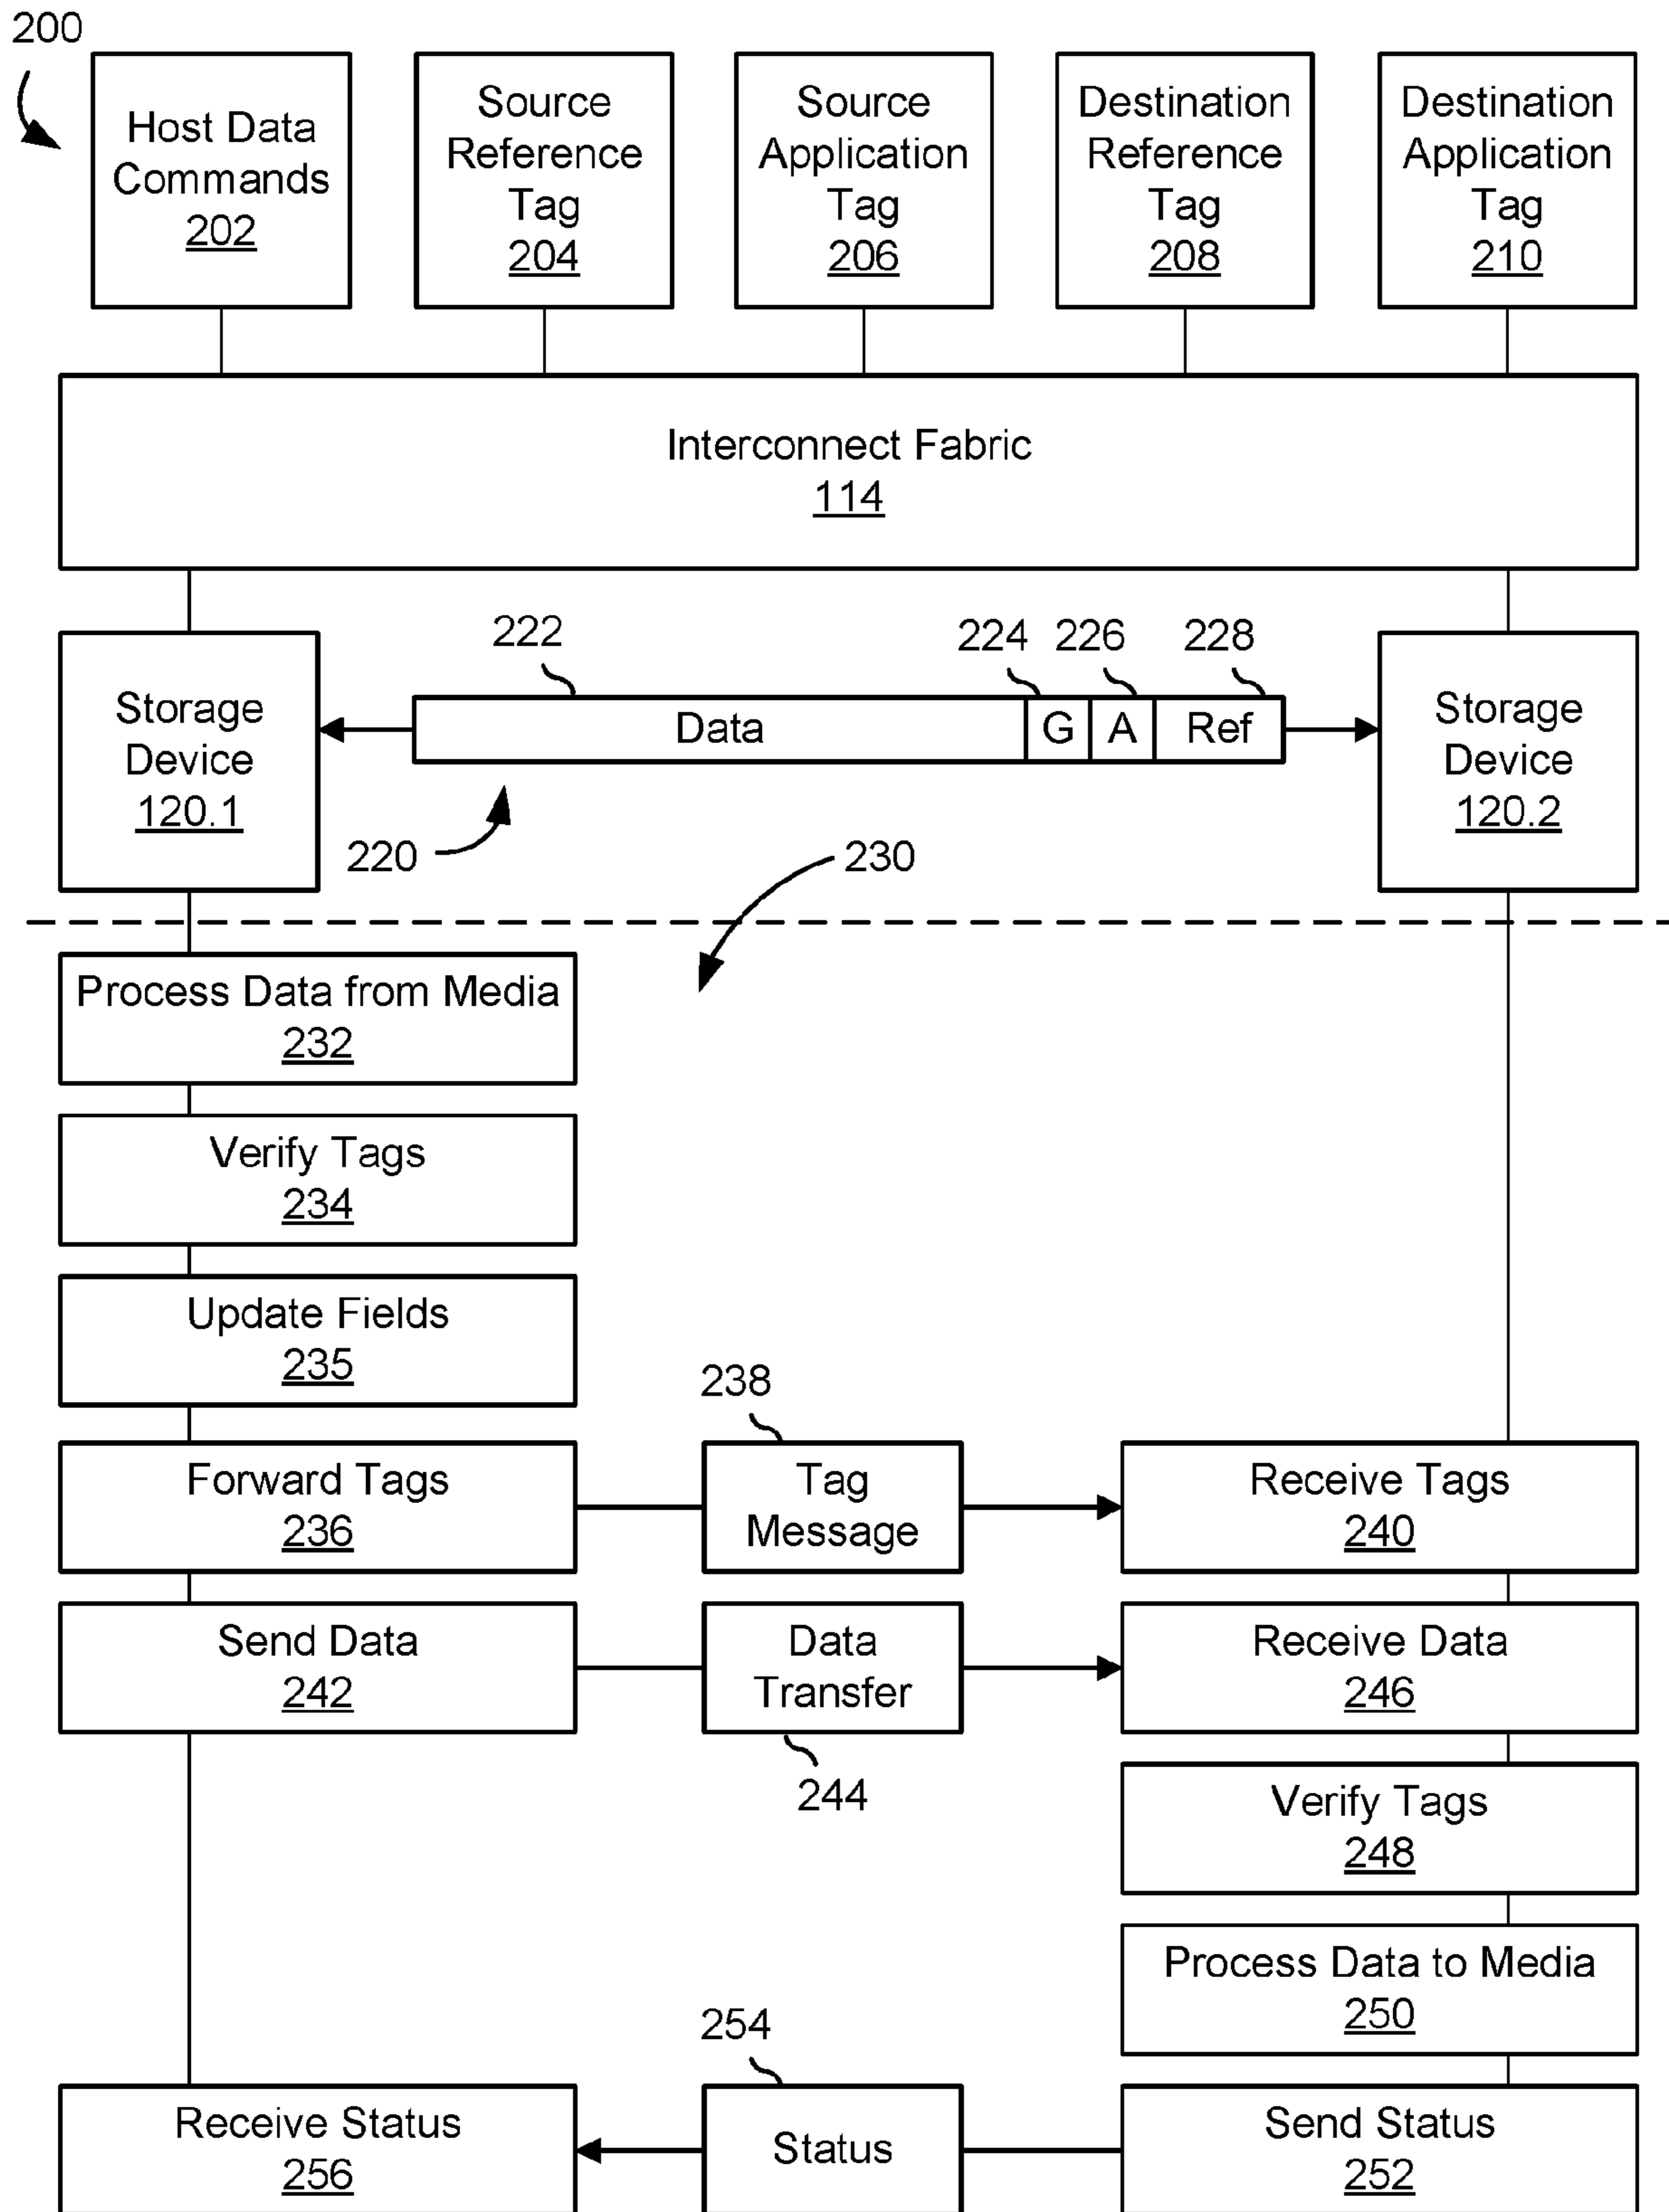 200
Host Data
Commands
202
Source
Reference
Tag
204
Source
Application
Tag
206
Destination
Reference
Tag
208
Destination
Application
Tag
210
Interconnect Fabric
114
Storage
Device
120.1
222
224
226
228
Data
G
A
Ref
220
Storage
Device
120.2
230
Process Data from Media
232
Verify Tags
234
Update Fields
235
Forward Tags
236
238
Tag
Message
Receive Tags
240
Send Data
242
Data
Transfer
244
Receive Data
246
Verify Tags
248
Process Data to Media
250
Receive Status
256
254
Status
Send Status
252